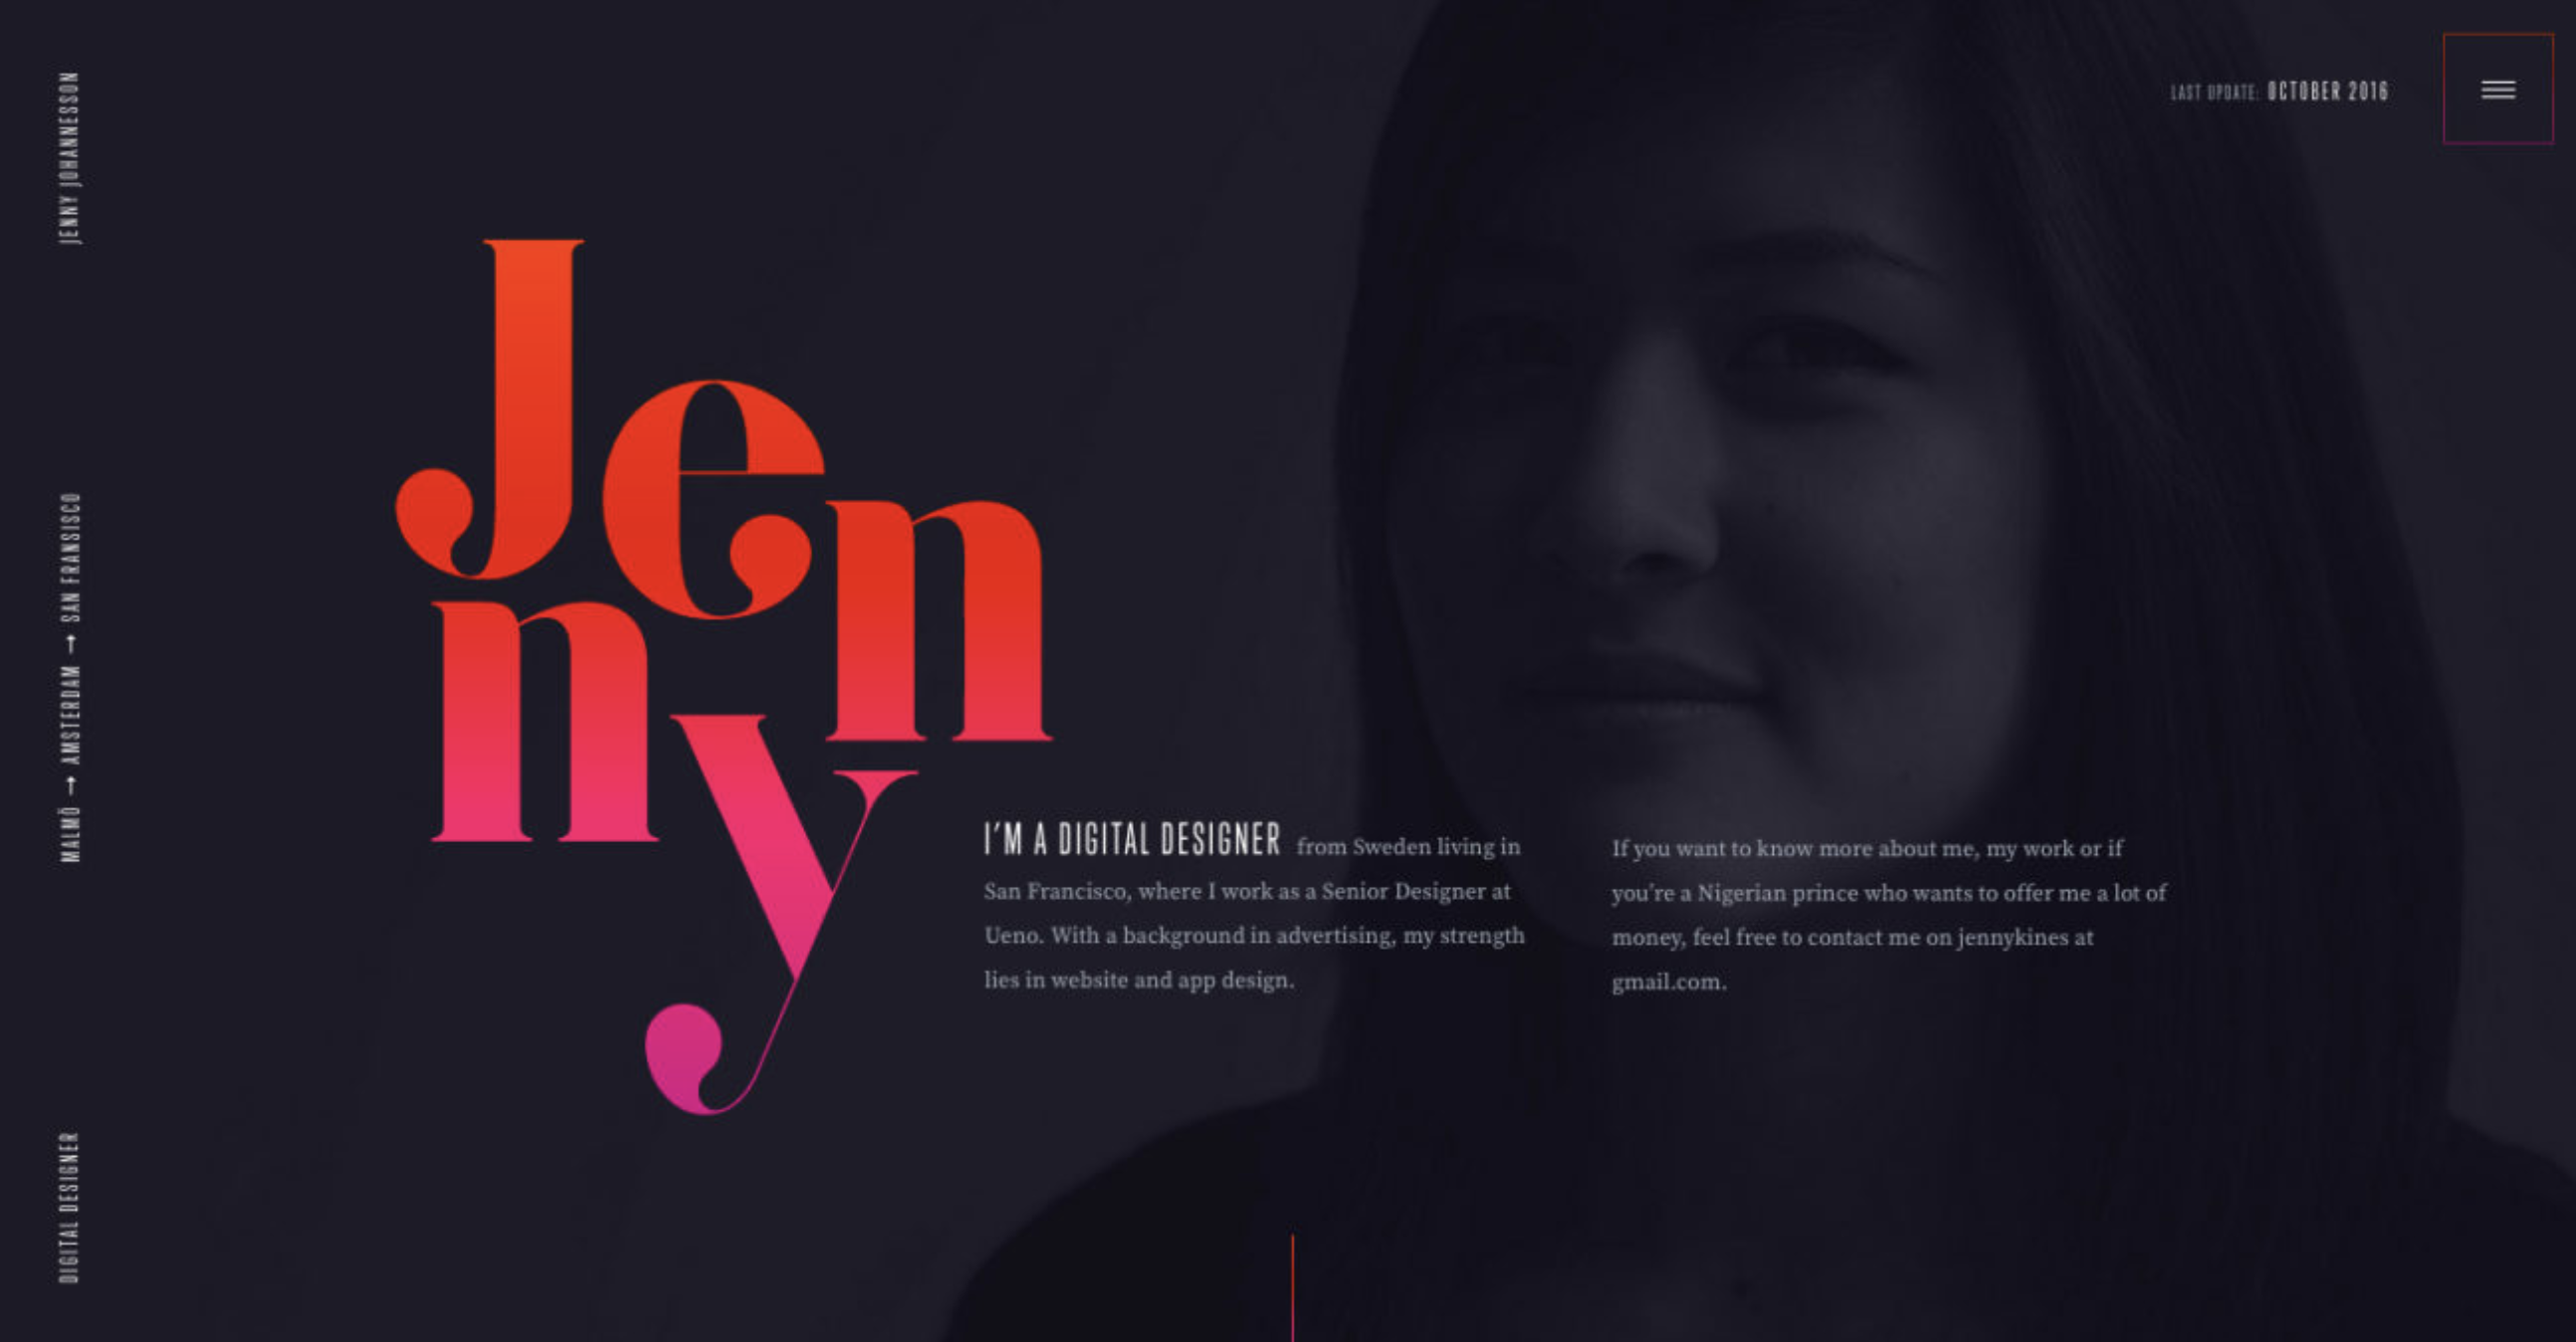 JENNY JOHANNESSON
LAST UPDATE: OCTOBER 2016
MALMÖ → AMSTERDAM → SAN FRANSISCO
Jen
ny
I'M A DIGITAL DESIGNER from Sweden living in
San Francisco, where I work as a Senior Designer at
Ueno. With a background in advertising, my strength
lies in website and app design.
If you want to know more about me, my work or if
you're a Nigerian prince who wants to offer me a lot of
money, feel free to contact me on jennykines at
gmail.com.
DIGITAL DESIGNER